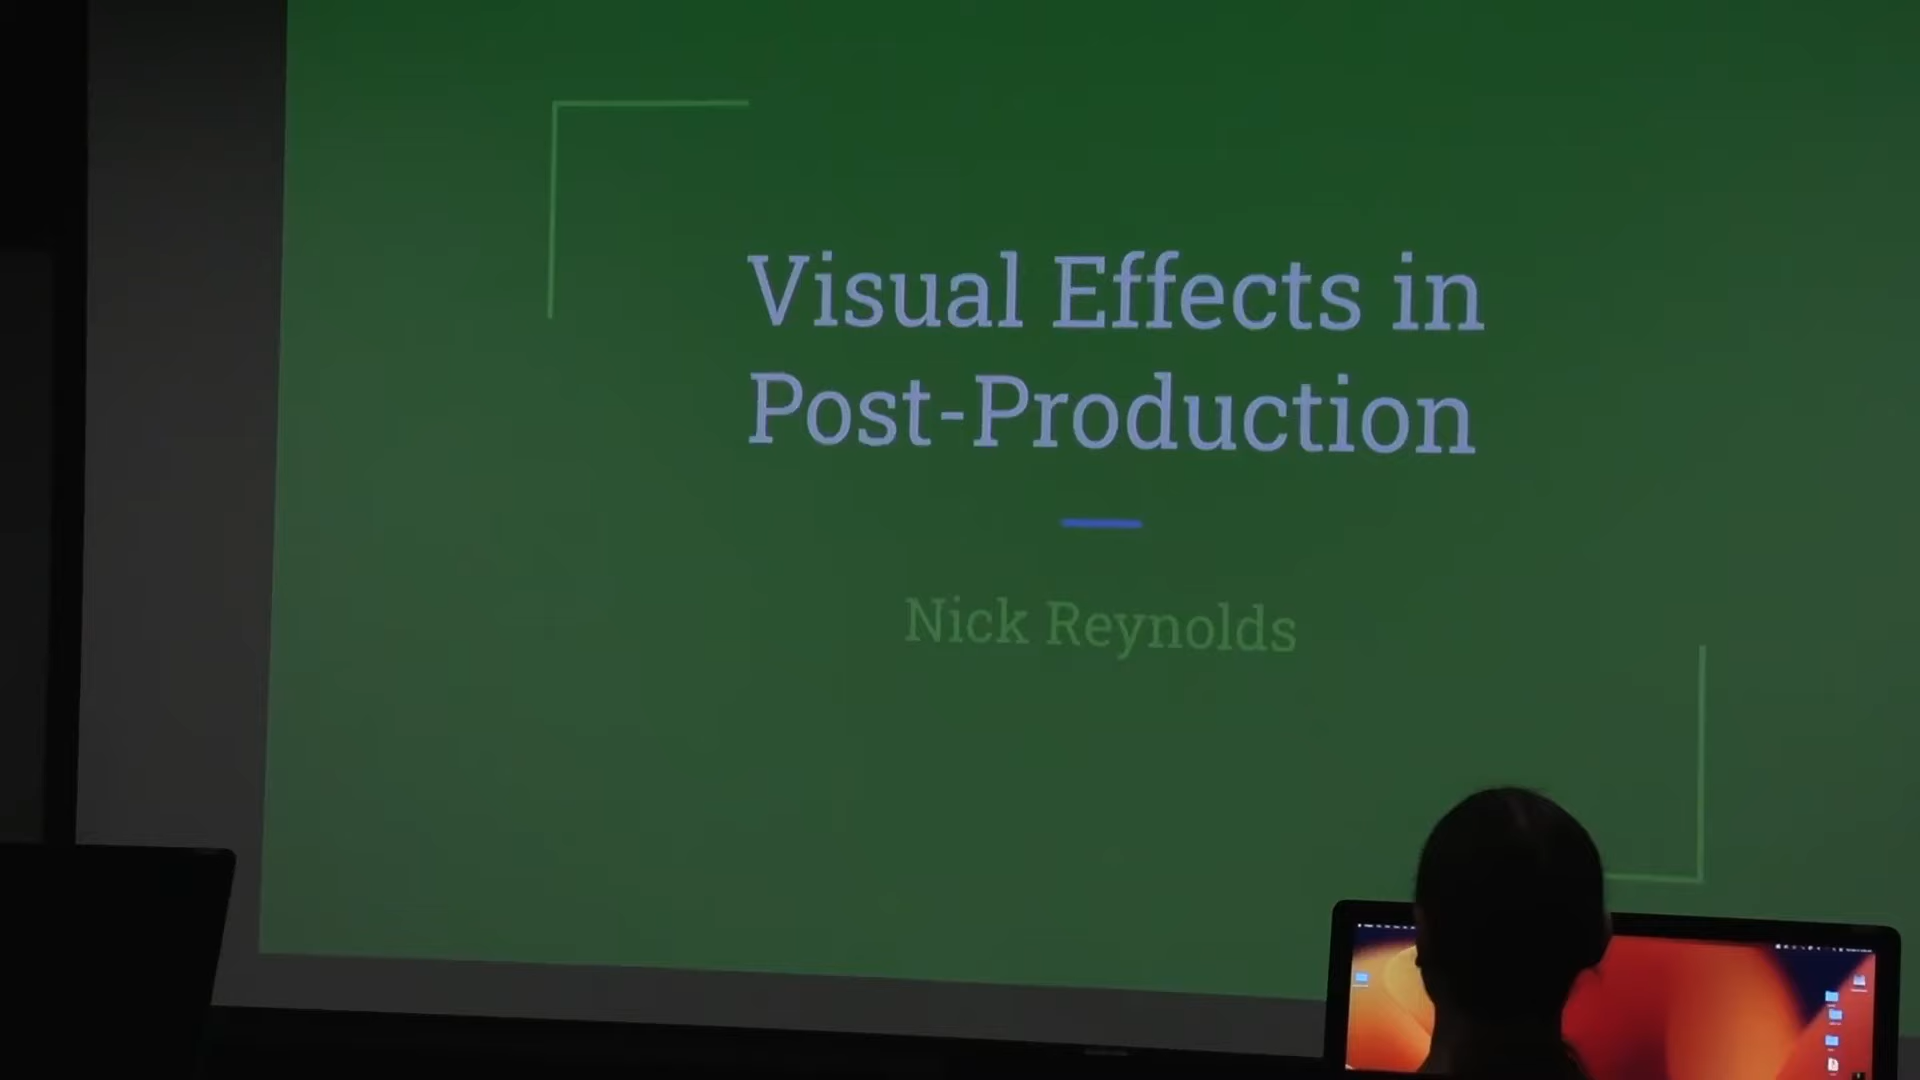 Visual Effects in
Post-Production
Nick Reynolds